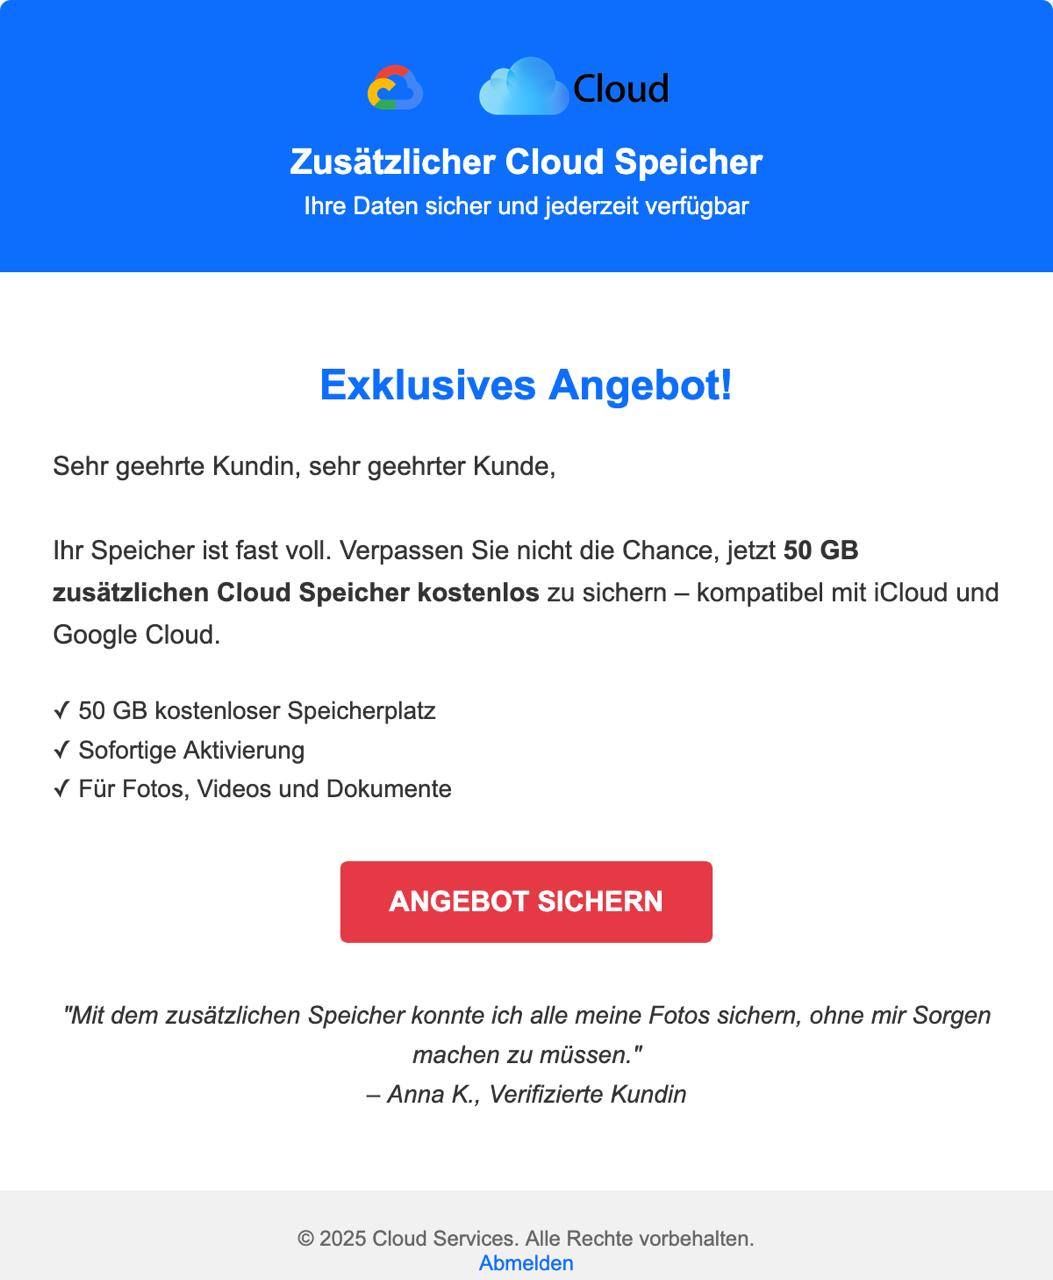 Cloud
Zusätzlicher Cloud Speicher
Ihre Daten sicher und jederzeit verfügbar
Exklusives Angebot!
Sehr geehrte Kundin, sehr geehrter Kunde,
Ihr Speicher ist fast voll. Verpassen Sie nicht die Chance, jetzt 50 GB
zusätzlichen Cloud Speicher kostenlos zu sichern – kompatibel mit iCloud und
Google Cloud.
✓ 50 GB kostenloser Speicherplatz
✓ Sofortige Aktivierung
✓ Für Fotos, Videos und Dokumente
ANGEBOT SICHERN
"Mit dem zusätzlichen Speicher konnte ich alle meine Fotos sichern, ohne mir Sorgen
machen zu müssen."
– Anna K., Verifizierte Kundin
© 2025 Cloud Services. Alle Rechte vorbehalten.
Abmelden